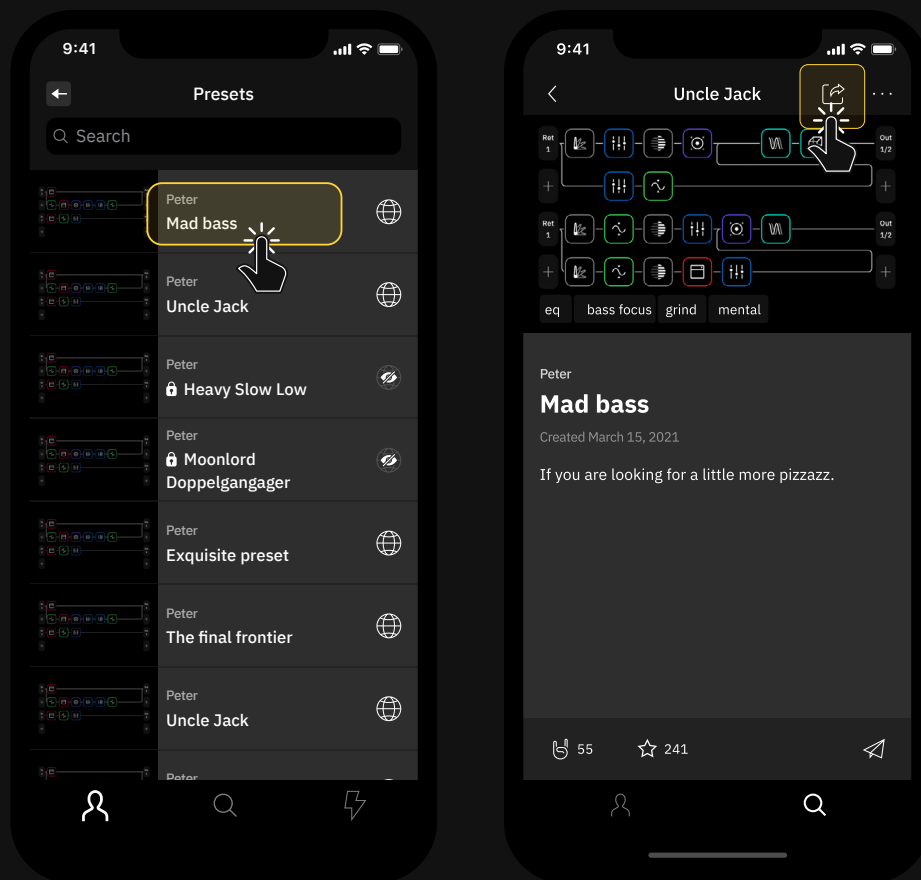 9:41
Presets
Search
Peter
Mad bass
Peter
Uncle Jack
Peter
Heavy Slow Low
Peter
Moonlord
Doppelgangager
Peter
Exquisite preset
Peter
The final frontier
Peter
Uncle Jack
Peter
9:41
Uncle Jack
Ret
1
Out
1/2
Ret
1
Out
1/2
eq
bass focus
grind
mental
Peter
Mad bass
Created March 15, 2021
If you are looking for a little more pizzazz.
55
241